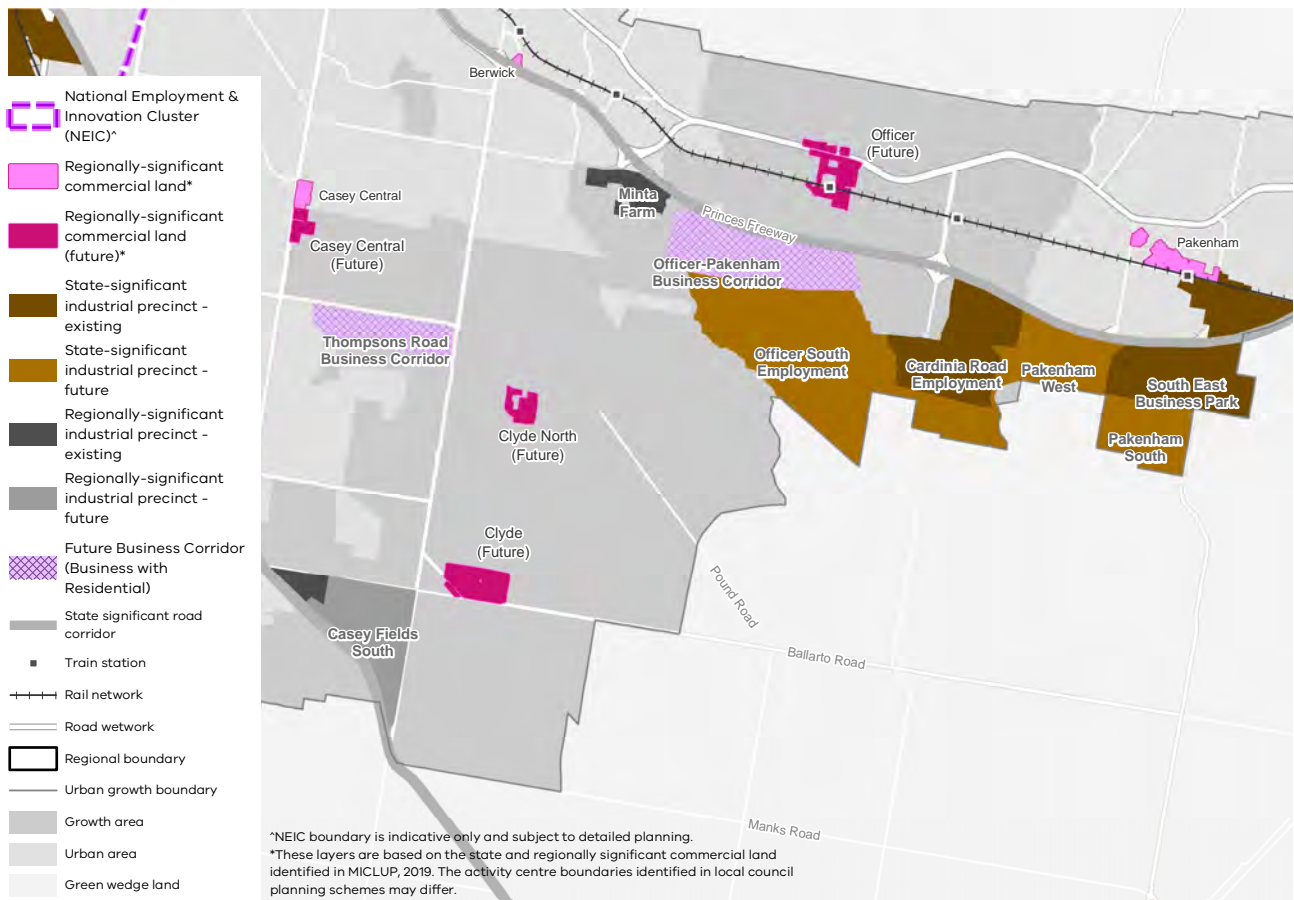 National Employment &
Innovation Cluster
(NEIC)^
Regionally-significant
commercial land*
Regionally-significant
commercial land
(future)*
State-significant
industrial precinct -
existing
State-significant
industrial precinct -
future
Regionally-significant
industrial precinct -
existing
Regionally-significant
industrial precinct -
future
Future Business Corridor
(Business with
Residential)
State significant road
corridor
Train station
Rail network
Road wetwork
Regional boundary
Urban growth boundary
Growth area
Urban area
Green wedge land
Berwick
Officer
(Future)
Casey Central
Minta
Farm
Princes Freeway
Pakenham
Casey Central
(Future)
Officer-Pakenham
Business Corridor
Thompsons Road
Business Corridor
Officer South
Employment
Cardinia Road
Employment
Pakenham
West
South East
Business Park
Pakenham
South
Clyde North
(Future)
Clyde
(Future)
Pound Road
Casey Fields
South
Ballarto Road
Manks Road
^NEIC boundary is indicative only and subject to detailed planning.
*These layers are based on the state and regionally significant commercial land
identified in MICLUP, 2019. The activity centre boundaries identified in local council
planning schemes may differ.